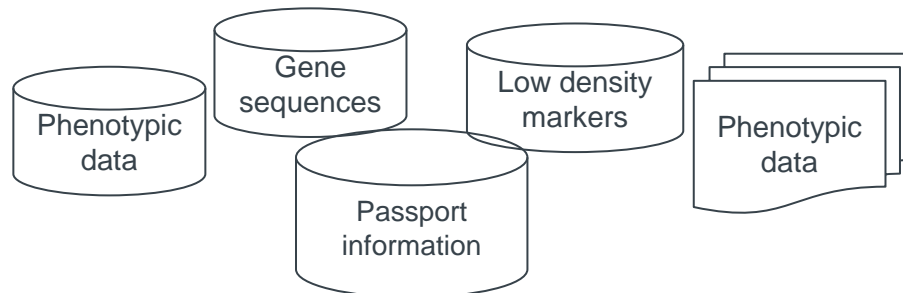 Phenotypic
data
Gene
sequences
Passport
information
Low density
markers
Phenotypic
data